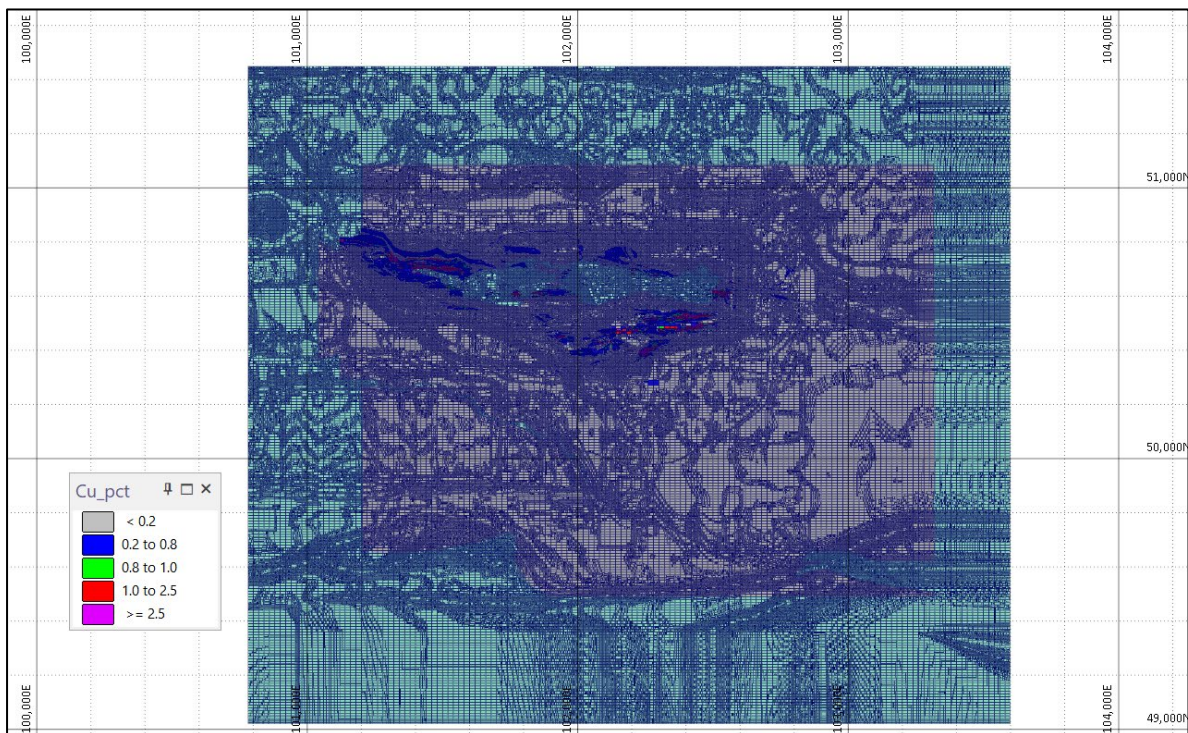 100,000E
101,000E
102,000E
103,000E
104,000E
51,000N
50,000N
Cu_pct
< 0.2
0.2 to 0.8
0.8 to 1.0
1.0 to 2.5
>= 2.5
100,000E
104,000E
49,000N